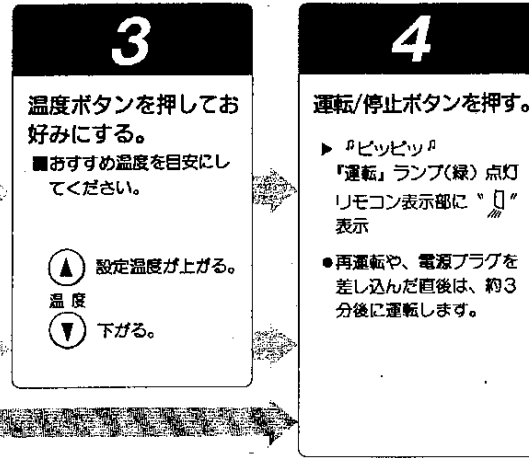 3
温度ボタンを押してお
好みにする。
■おすすめ温度を目安にし
てください。
▲ 設定温度が上がる。
温度
▼ 下がる。
4
運転/停止ボタンを押す。
▶ ピッピッ
『運転』ランプ(緑)点灯
リモコン表示部に〝 〟
表示
●再運転や、電源プラグを
差し込んだ直後は、約3
分後に運転します。